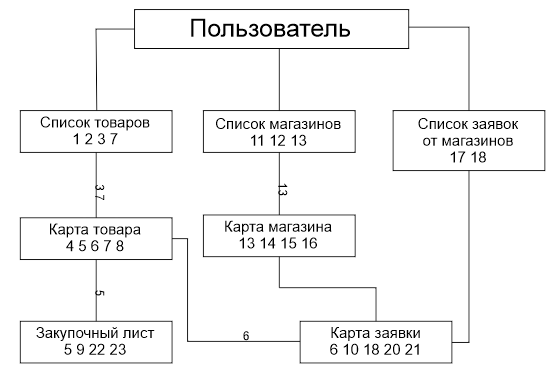 Пользователь
Список товаров
1 2 3 7
Список магазинов
11 12 13
Список заявок
от магазинов
17 18
3 7
13
Карта товара
4 5 6 7 8
Карта магазина
13 14 15 16
5
6
Закупочный лист
5 9 22 23
Карта заявки
6 10 18 20 21